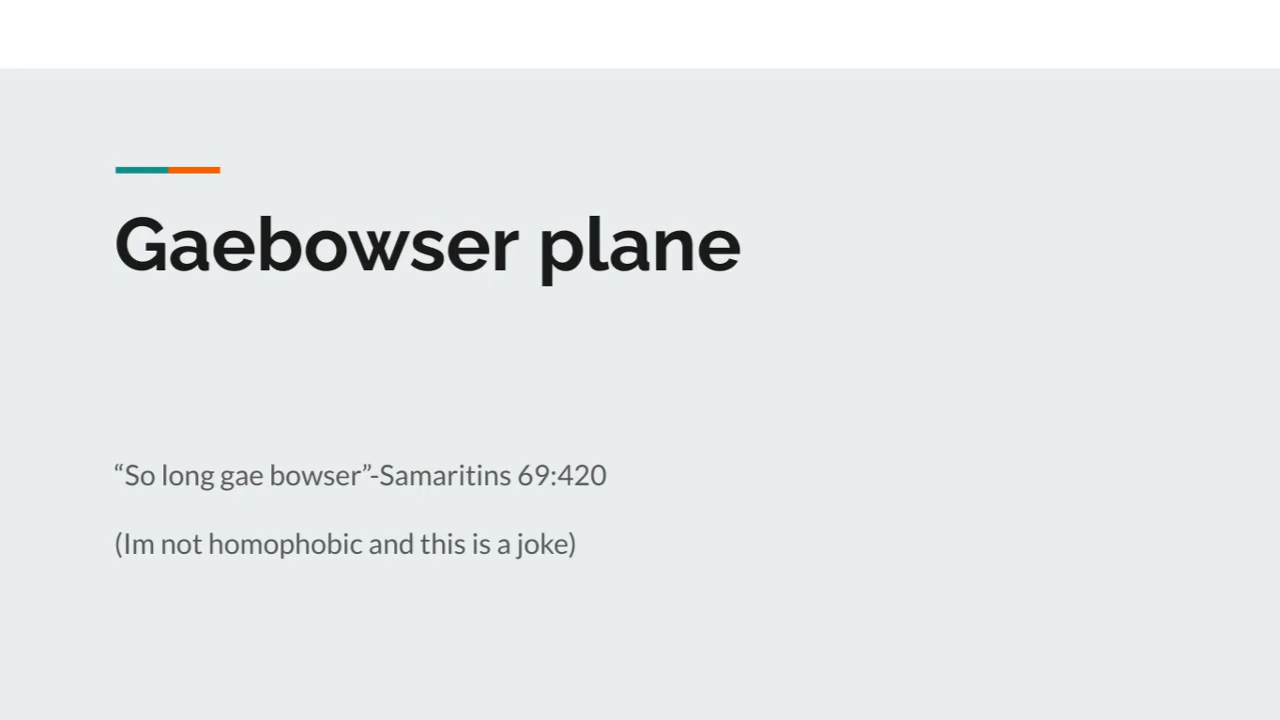 Gaebowser plane
“So long gae bowser”-Samaritins 69:420
(Im not homophobic and this is a joke)